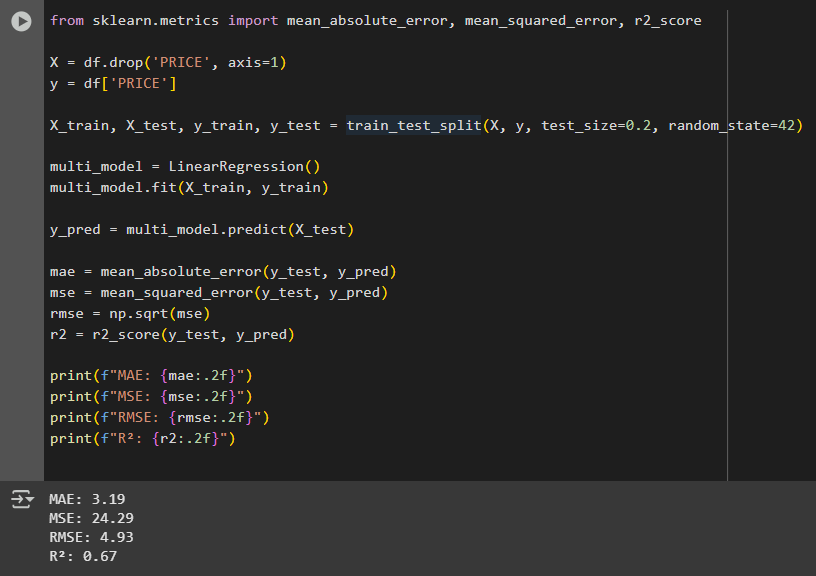 from sklearn.metrics import mean_absolute_error, mean_squared_error, r2_score
X = df.drop('PRICE', axis=1)
y = df['PRICE']
X_train, X_test, y_train, y_test = train_test_split(X, y, test_size=0.2, random_state=42)
multi_model = LinearRegression()
multi_model.fit(X_train, y_train)
y_pred = multi_model.predict(X_test)
mae = mean_absolute_error(y_test, y_pred)
mse = mean_squared_error(y_test, y_pred)
rmse = np.sqrt(mse)
r2 = r2_score(y_test, y_pred)
print(f"MAE: {mae:.2f}")
print(f"MSE: {mse:.2f}")
print(f"RMSE: {rmse:.2f}")
print(f"R²: {r2:.2f}")
MAE: 3.19
MSE: 24.29
RMSE: 4.93
R²: 0.67